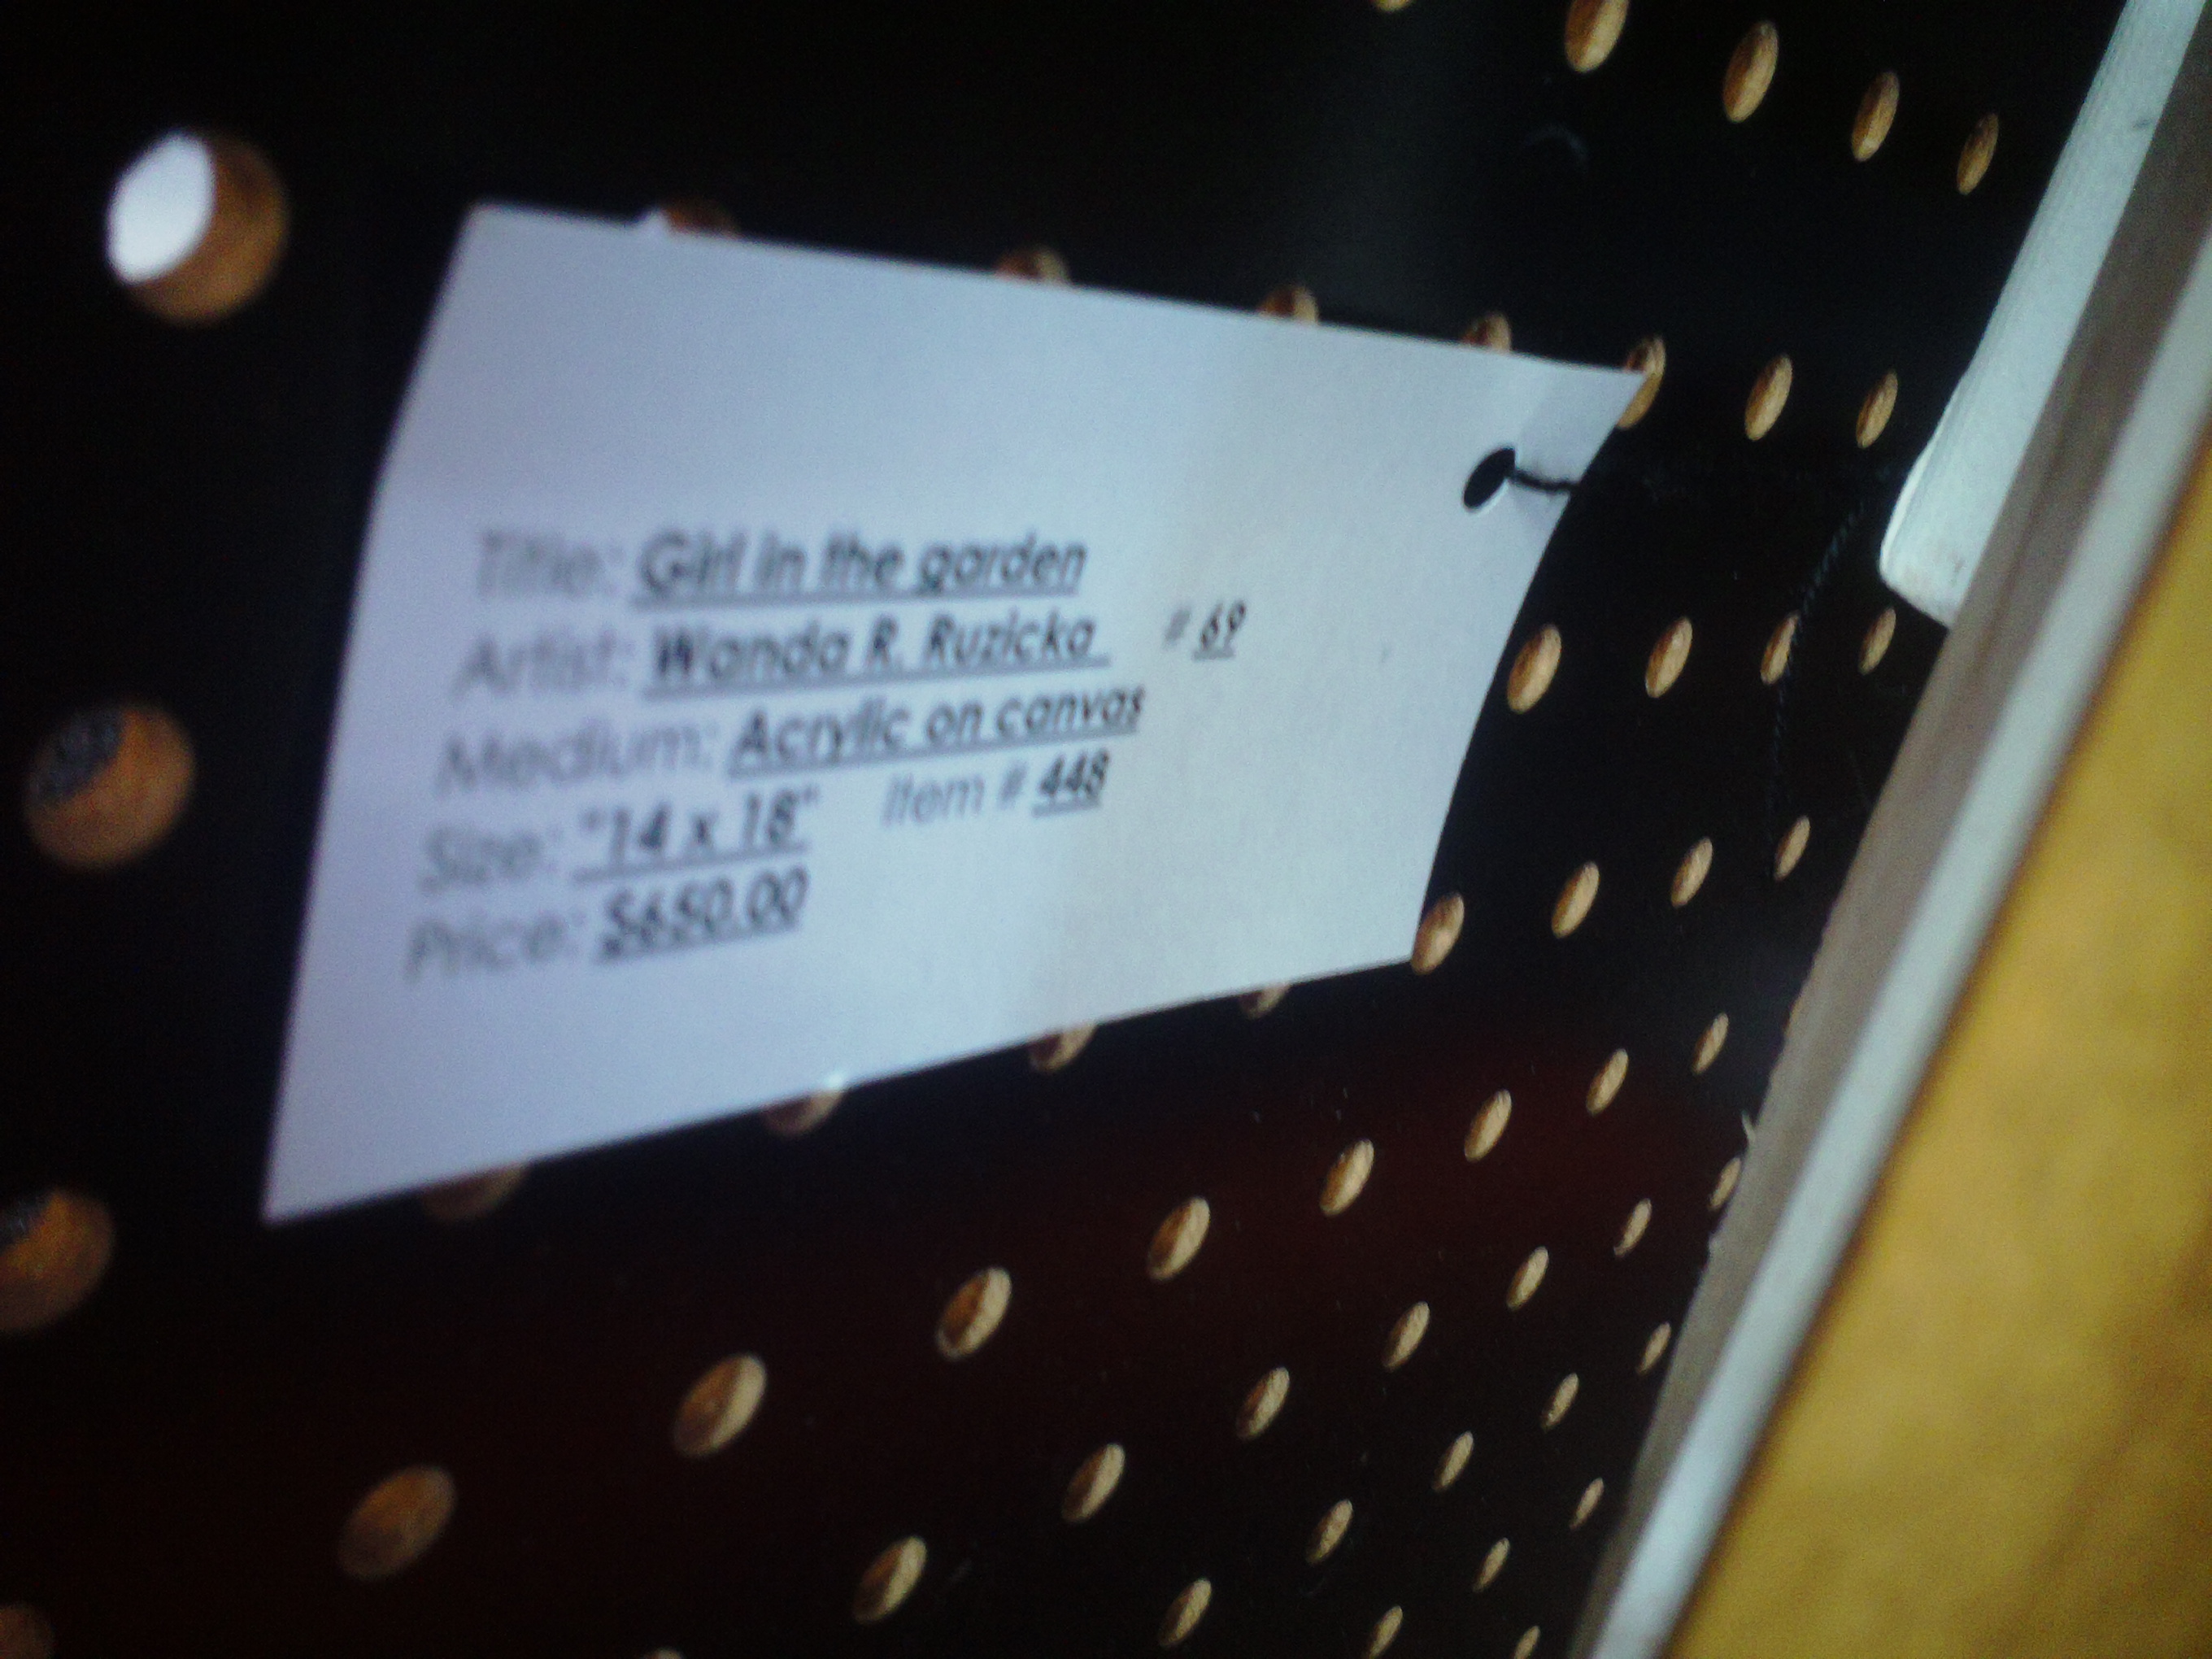 Title: Girl in the garden
Artist: Wanda R. Ruzicka # 69
Medium: Acrylic on canvas
Size: "14 x 18" Item # 448
Price: $650.00